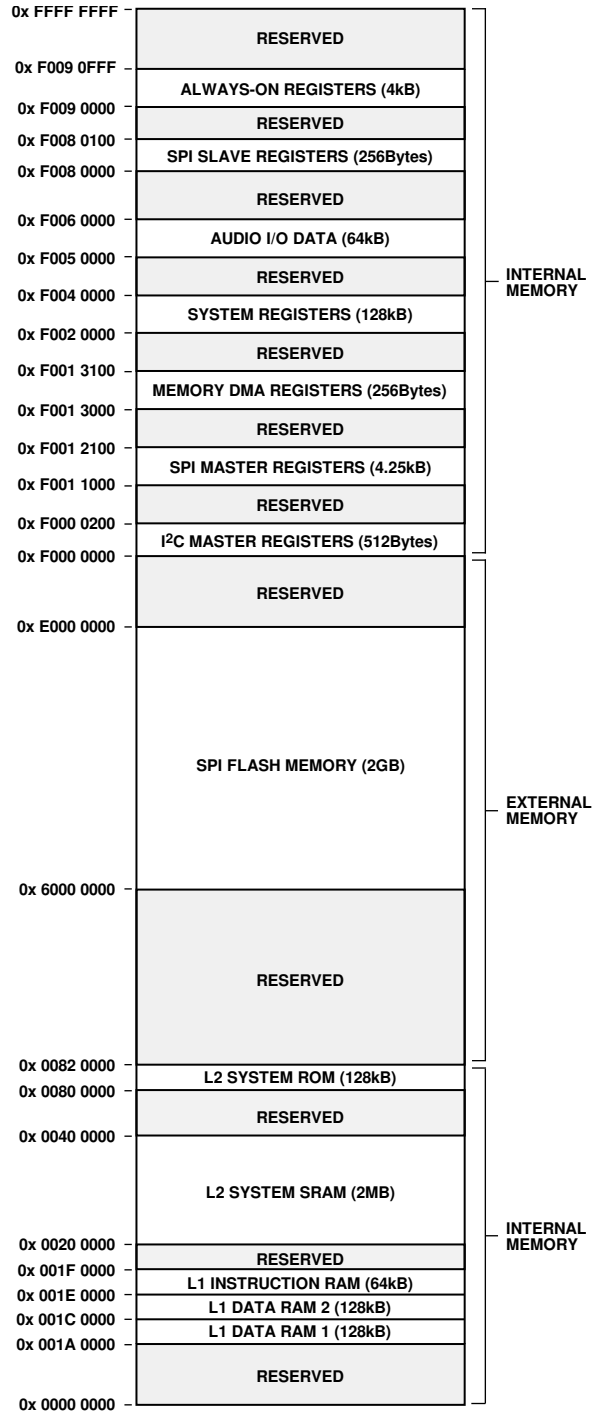 0x FFFF FFFF
RESERVED
0x F009 0FFF
ALWAYS-ON REGISTERS (4kB)
0x F009 0000
RESERVED
0x F008 0100
SPI SLAVE REGISTERS (256Bytes)
0x F008 0000
RESERVED
0x F006 0000
AUDIO I/O DATA (64kB)
0x F005 0000
RESERVED
INTERNAL
MEMORY
0x F004 0000
SYSTEM REGISTERS (128kB)
0x F002 0000
RESERVED
0x F001 3100
MEMORY DMA REGISTERS (256Bytes)
0x F001 3000
RESERVED
0x F001 2100
SPI MASTER REGISTERS (4.25kB)
0x F001 1000
RESERVED
0x F000 0200
I2C MASTER REGISTERS (512Bytes)
0x F000 0000
RESERVED
0x E000 0000
SPI FLASH MEMORY (2GB)
EXTERNAL
MEMORY
0x 6000 0000
RESERVED
0x 0082 0000
L2 SYSTEM ROM (128kB)
0x 0080 0000
RESERVED
0x 0040 0000
L2 SYSTEM SRAM (2MB)
INTERNAL
MEMORY
0x 0020 0000
RESERVED
0x 001F 0000
L1 INSTRUCTION RAM (64kB)
0x 001E 0000
L1 DATA RAM 2 (128kB)
0x 001C 0000
L1 DATA RAM 1 (128kB)
0x 001A 0000
RESERVED
0x 0000 0000